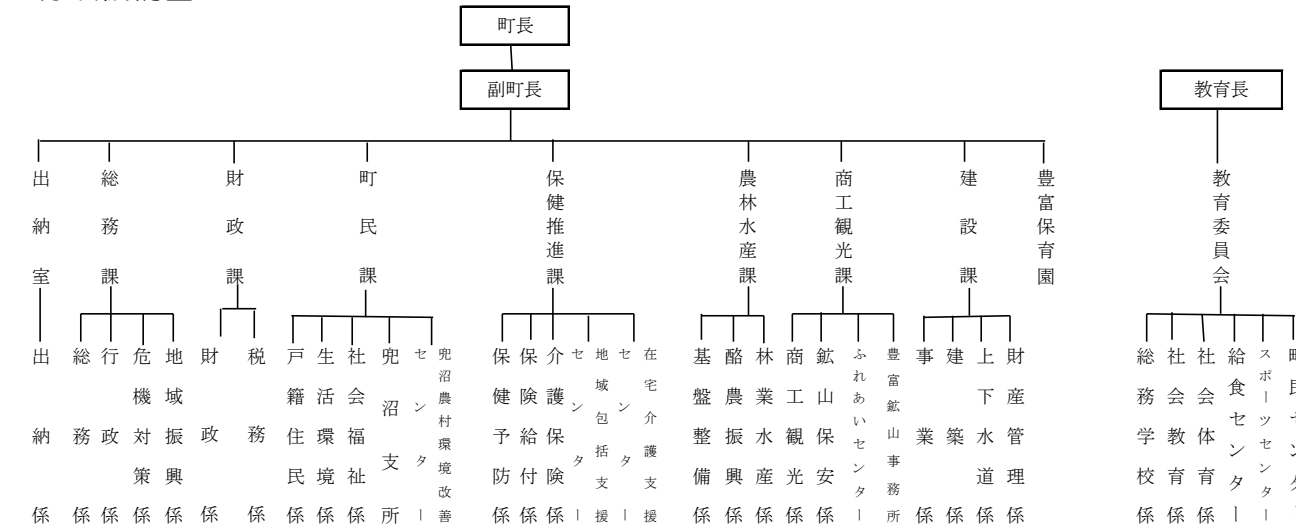 町長
副町長
教育長
出納室
総務課
財政課
町民課
保健推進課
農林水産課
商工観光課
建設課
豊富保育園
教育委員会
出納係
総務係
行政係
危機対策係
地域振興係
財政係
税務係
戸籍住民係
生活環境係
社会福祉係
兜沼支所
兜沼農村環境改善
センター
保健予防係
保険給付係
介護保険係
地域包括支援
センター
在宅介護支援
センター
基盤整備係
酪農振興係
林業水産係
商工観光係
鉱山保安係
ふれあいセンター
豊富鉱山事務所
事業係
建築係
上下水道係
財産管理係
総務学校係
社会教育係
社会体育係
給食センター
スポーツセンター